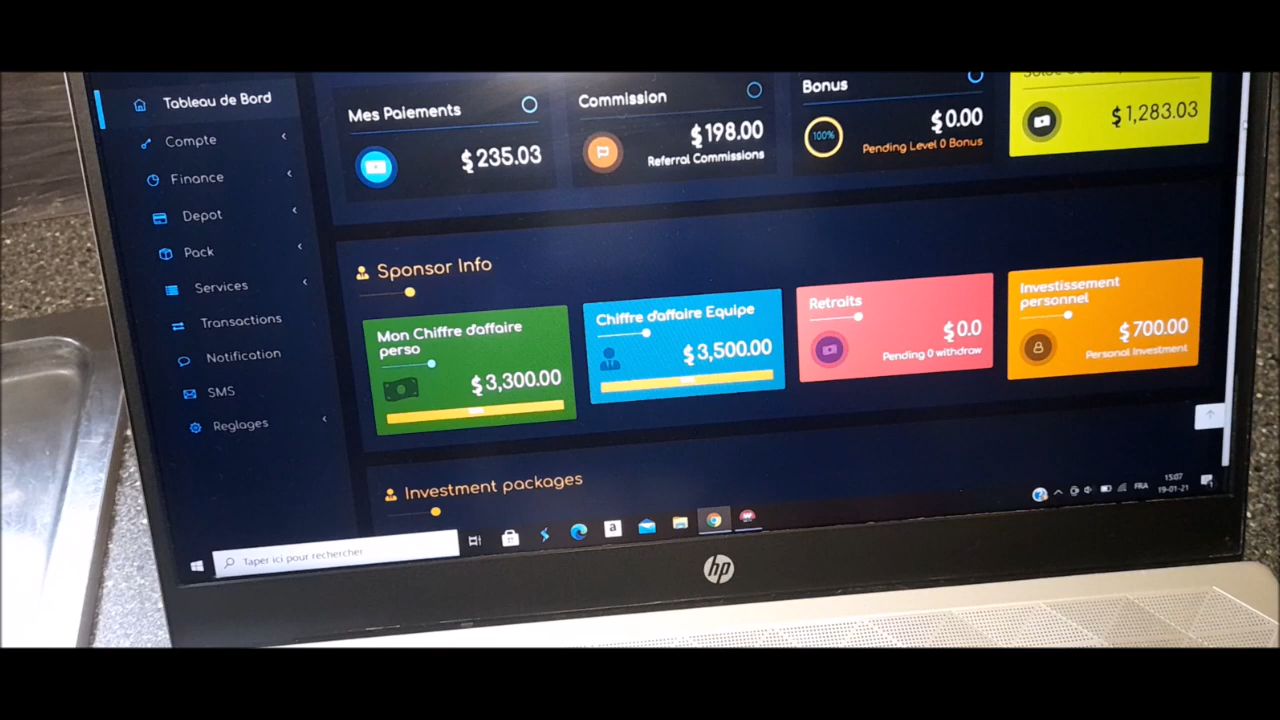 Tableau de Bord
Compte
Finance
Depot
Pack
Services
Transactions
Notification
SMS
Reglages
Mes Paiements
$235.03
Commission
$198.00
Referral Commissions
Bonus
100%
$0.00
Pending Level 0 Bonus
$1,283.03
Sponsor Info
Mon Chiffre d'affaire
perso
$3,300.00
Chiffre d'affaire Equipe
$3,500.00
Retraits
$0.0
Pending 0 withdraw
Investissement
personnel
$700.00
Personal Investment
Investment packages
Taper ici pour rechercher
a
FRA
15:07
19-01-21
1
hp